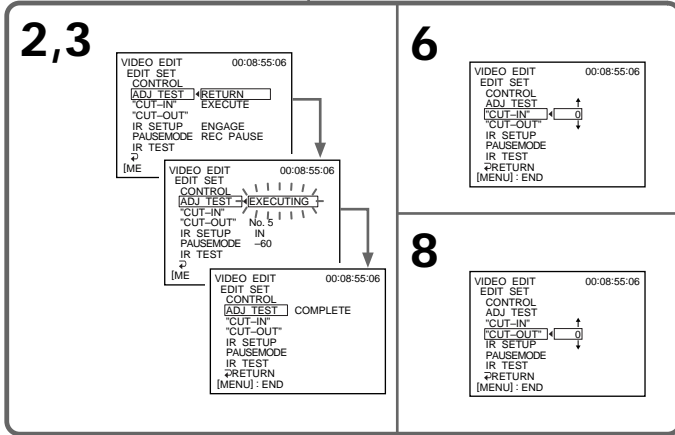 2,3
VIDEO EDIT 00:08:55:06
EDIT SET
CONTROL
ADJ TEST RETURN
"CUT–IN" EXECUTE
"CUT–OUT"
IR SETUP ENGAGE
PAUSEMODE REC PAUSE
IR TEST
[ME
VIDEO EDIT 00:08:55:06
EDIT SET
CONTROL
ADJ TEST EXECUTING
"CUT–IN"
"CUT–OUT" No. 5
IR SETUP IN
PAUSEMODE –60
IR TEST
[ME
VIDEO EDIT 00:08:55:06
EDIT SET
CONTROL
ADJ TEST COMPLETE
"CUT–IN"
"CUT–OUT"
IR SETUP
PAUSEMODE
IR TEST
RETURN
[MENU] : END
6
VIDEO EDIT 00:08:55:06
EDIT SET
CONTROL
ADJ TEST
"CUT–IN" 0
"CUT–OUT"
IR SETUP
PAUSEMODE
IR TEST
RETURN
[MENU] : END
8
VIDEO EDIT 00:08:55:06
EDIT SET
CONTROL
ADJ TEST
"CUT–IN"
"CUT–OUT" 0
IR SETUP
PAUSEMODE
IR TEST
RETURN
[MENU] : END